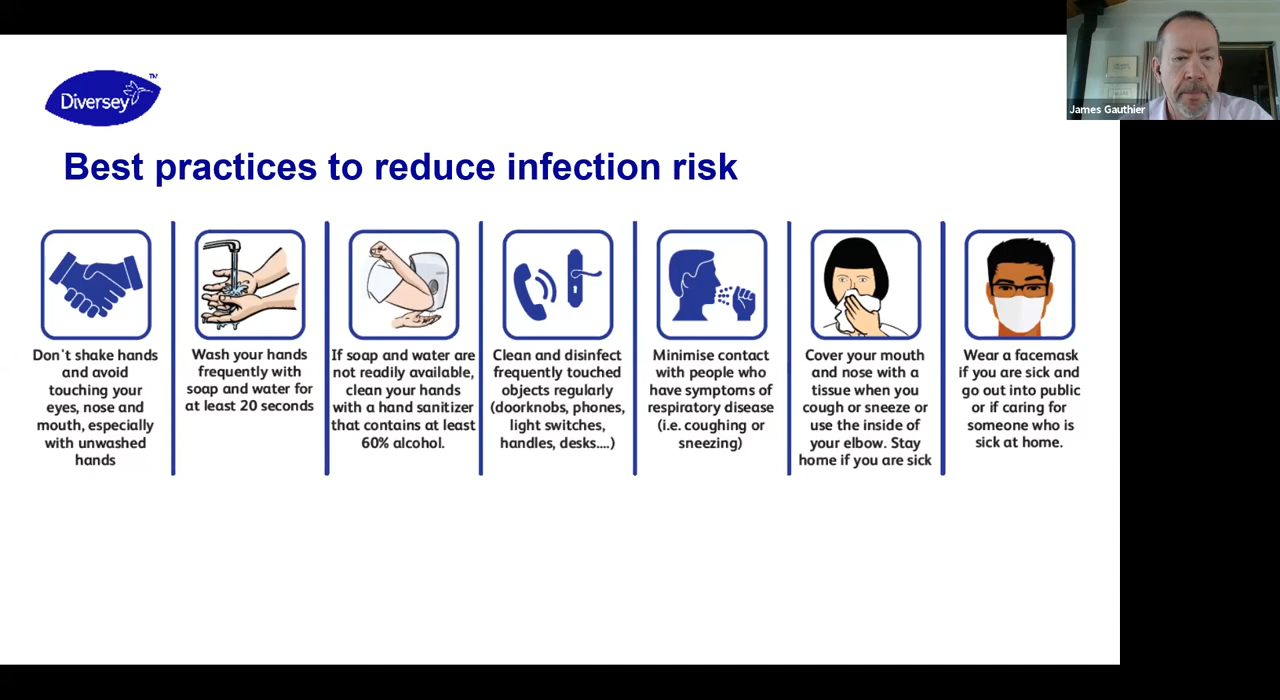 Diversey
TM
James Gauthier
Best practices to reduce infection risk
Don't shake hands
and avoid
touching your
eyes, nose and
mouth, especially
with unwashed
hands
Wash your hands
frequently with
soap and water for
at least 20 seconds
If soap and water are
not readily available,
clean your hands
with a hand sanitizer
that contains at least
60% alcohol.
Clean and disinfect
frequently touched
objects regularly
(doorknobs, phones,
light switches,
handles, desks....)
Minimise contact
with people who
have symptoms of
respiratory disease
(i.e. coughing or
sneezing)
Cover your mouth
and nose with a
tissue when you
cough or sneeze or
use the inside of
your elbow. Stay
home if you are sick
Wear a facemask
if you are sick and
go out into public
or if caring for
someone who is
sick at home.